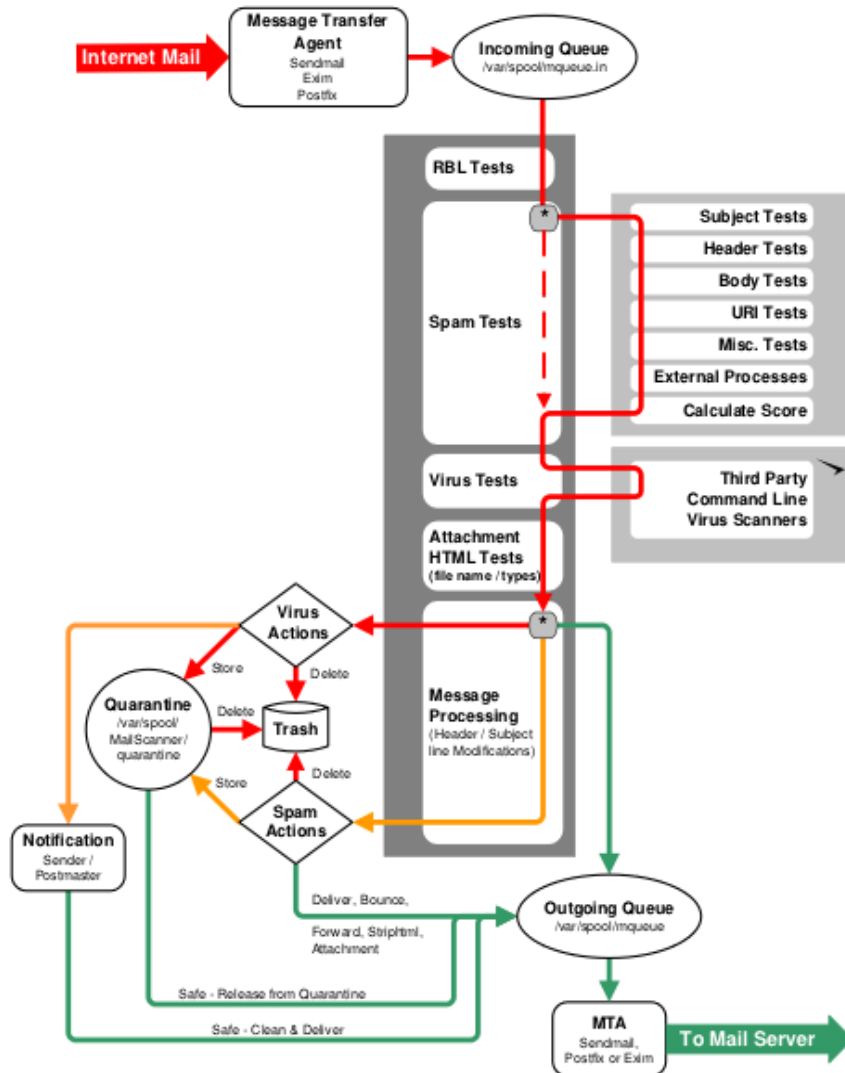 Message Transfer
Agent
Sendmail
Exim
Postfix
Internet Mail
Incoming Queue
/var/spool/mqueue.in
RBL Tests
*
Spam Tests
Subject Tests
Header Tests
Body Tests
URI Tests
Misc. Tests
External Processes
Calculate Score
Virus Tests
Third Party
Command Line
Virus Scanners
Attachment
HTML Tests
(file name / types)
*
Virus
Actions
Store
Delete
Quarantine
/var/spool/
MailScanner/
quarantine
Delete
Trash
Message
Processing
(Header / Subject
line Modifications)
Delete
Store
Spam
Actions
Notification
Sender /
Postmaster
Deliver, Bounce,
Forward, StripHtml,
Attachment
Outgoing Queue
/var/spool/mqueue
Safe - Release from Quarantine
Safe - Clean & Deliver
MTA
Sendmail,
Postfix or Exim
To Mail Server